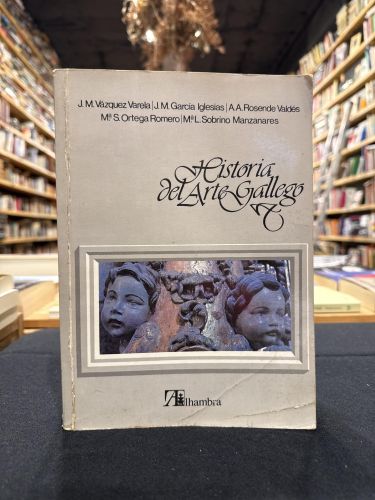 J. M. Vázquez Varela | J. M. García Iglesias | A. A. Rosende Valdés
Mª S. Ortega Romero | Mª L. Sobrino Manzanares
Historia
del Arte Gallego
Alhambra